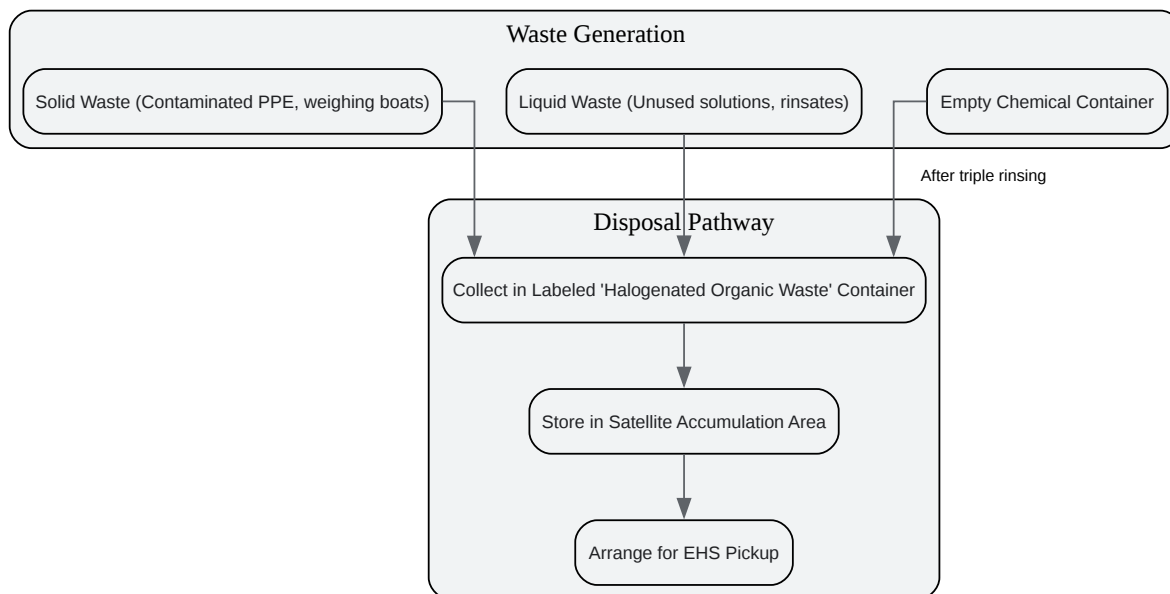 Waste Generation
Solid Waste (Contaminated PPE, weighing boats)
Liquid Waste (Unused solutions, rinsates)
Empty Chemical Container
After triple rinsing
Disposal Pathway
Collect in Labeled 'Halogenated Organic Waste' Container
Store in Satellite Accumulation Area
Arrange for EHS Pickup